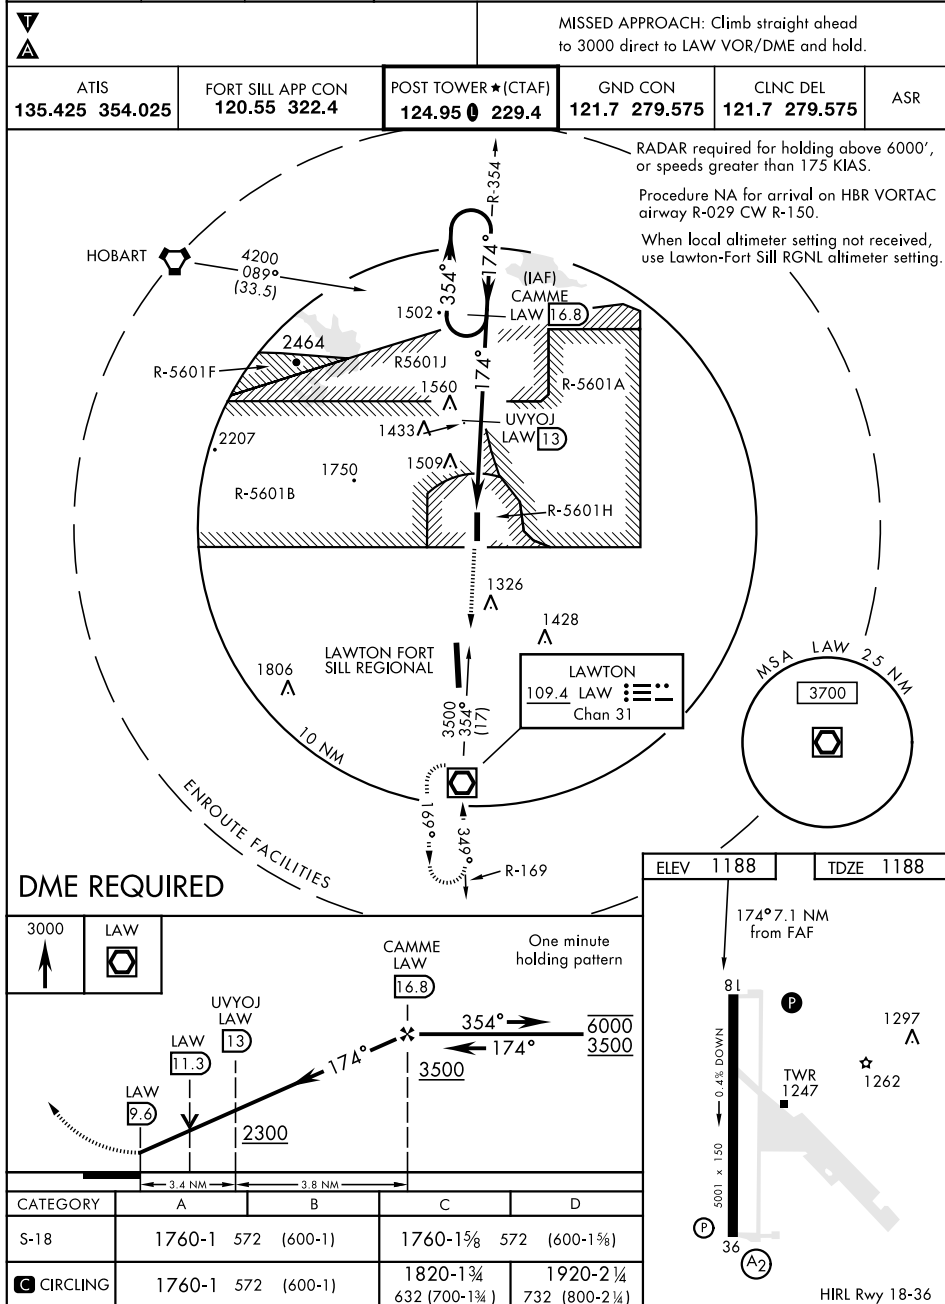 MISSED APPROACH: Climb straight ahead
to 3000 direct to LAW VOR/DME and hold.
T
A
ATIS
135.425 354.025
FORT SILL APP CON
120.55 322.4
POST TOWER ★ (CTAF)
124.95 L 229.4
GND CON
121.7 279.575
CLNC DEL
121.7 279.575
ASR
RADAR required for holding above 6000',
or speeds greater than 175 KIAS.
Procedure NA for arrival on HBR VORTAC
airway R-029 CW R-150.
When local altimeter setting not received,
use Lawton-Fort Sill RGNL altimeter setting.
R-354
HOBART
4200
089°
(33.5)
354°
174°
(IAF)
CAMME
LAW 16.8
1502
2464
R-5601F
R5601J
174°
R-5601A
1560
1433
UVYOJ
LAW 13
2207
1750
1509
R-5601B
R-5601H
1326
1428
LAWTON FORT
SILL REGIONAL
1806
LAWTON
109.4 LAW
Chan 31
3500
354°
(17)
10 NM
MSA LAW 25 NM
3700
169°
349°
R-169
ENROUTE FACILITIES
DME REQUIRED
ELEV 1188
TDZE 1188
174° 7.1 NM
from FAF
18
P
1297
1262
TWR
1247
0.4% DOWN
5001 x 150
P
36
A2
HIRL Rwy 18-36
3000
LAW
CAMME
LAW
16.8
One minute
holding pattern
UVYOJ
LAW
13
LAW
11.3
LAW
9.6
174°
354°
174°
6000
3500
3500
2300
3.4 NM
3.8 NM
CATEGORY A B C D
S-18 1760-1 572 (600-1) 1760-1⅝ 572 (600-1⅝)
C CIRCLING 1760-1 572 (600-1) 1820-1¾ 632 (700-1¾) 1920-2¼ 732 (800-2¼)